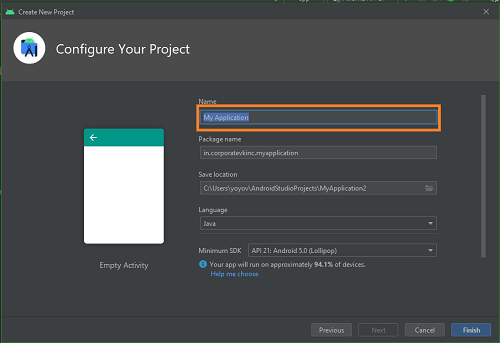 Create New Project
Configure Your Project
Name
My Application
Package name
in.corporatevkinc.myapplication
Save location
C:\Users\yoyov\AndroidStudioProjects\MyApplication2
Language
Java
Minimum SDK API 21: Android 5.0 (Lollipop)
Your app will run on approximately 94.1% of devices.
Help me choose
Empty Activity
Previous Next Cancel Finish